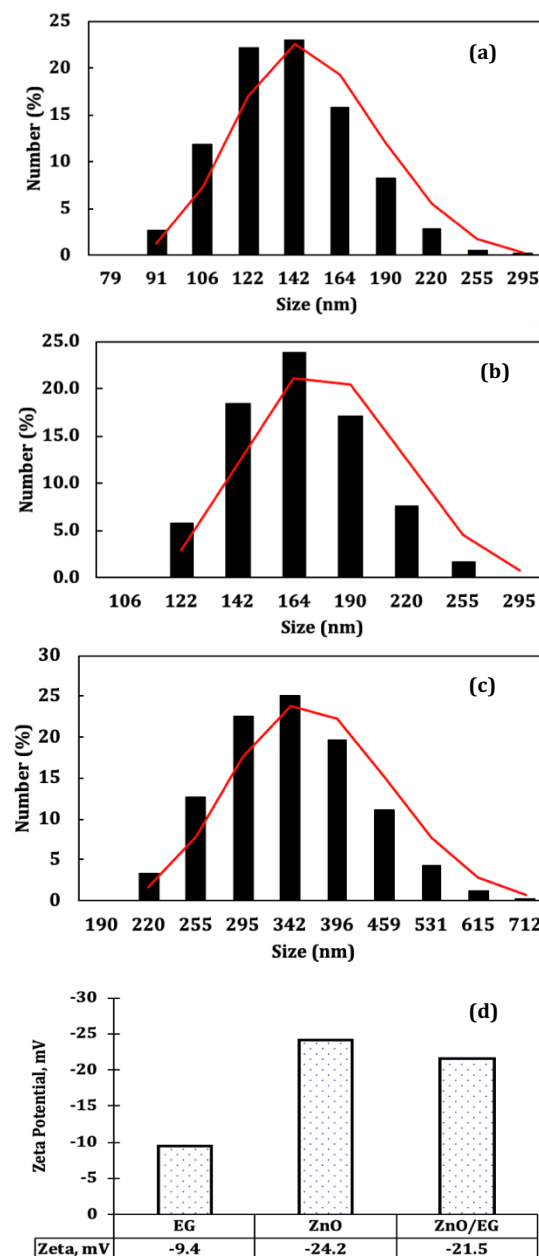 (a)
Number (%)
25
20
15
10
5
0
79 91 106 122 142 164 190 220 255 295
Size (nm)
(b)
Number (%)
25.0
20.0
15.0
10.0
5.0
0.0
106 122 142 164 190 220 255 295
Size (nm)
(c)
Number (%)
30
25
20
15
10
5
0
190 220 255 295 342 396 459 531 615 712
Size (nm)
(d)
Zeta Potential, mV
-30
-25
-20
-15
-10
-5
0
EG ZnO ZnO/EG
Zeta, mV -9.4 -24.2 -21.5